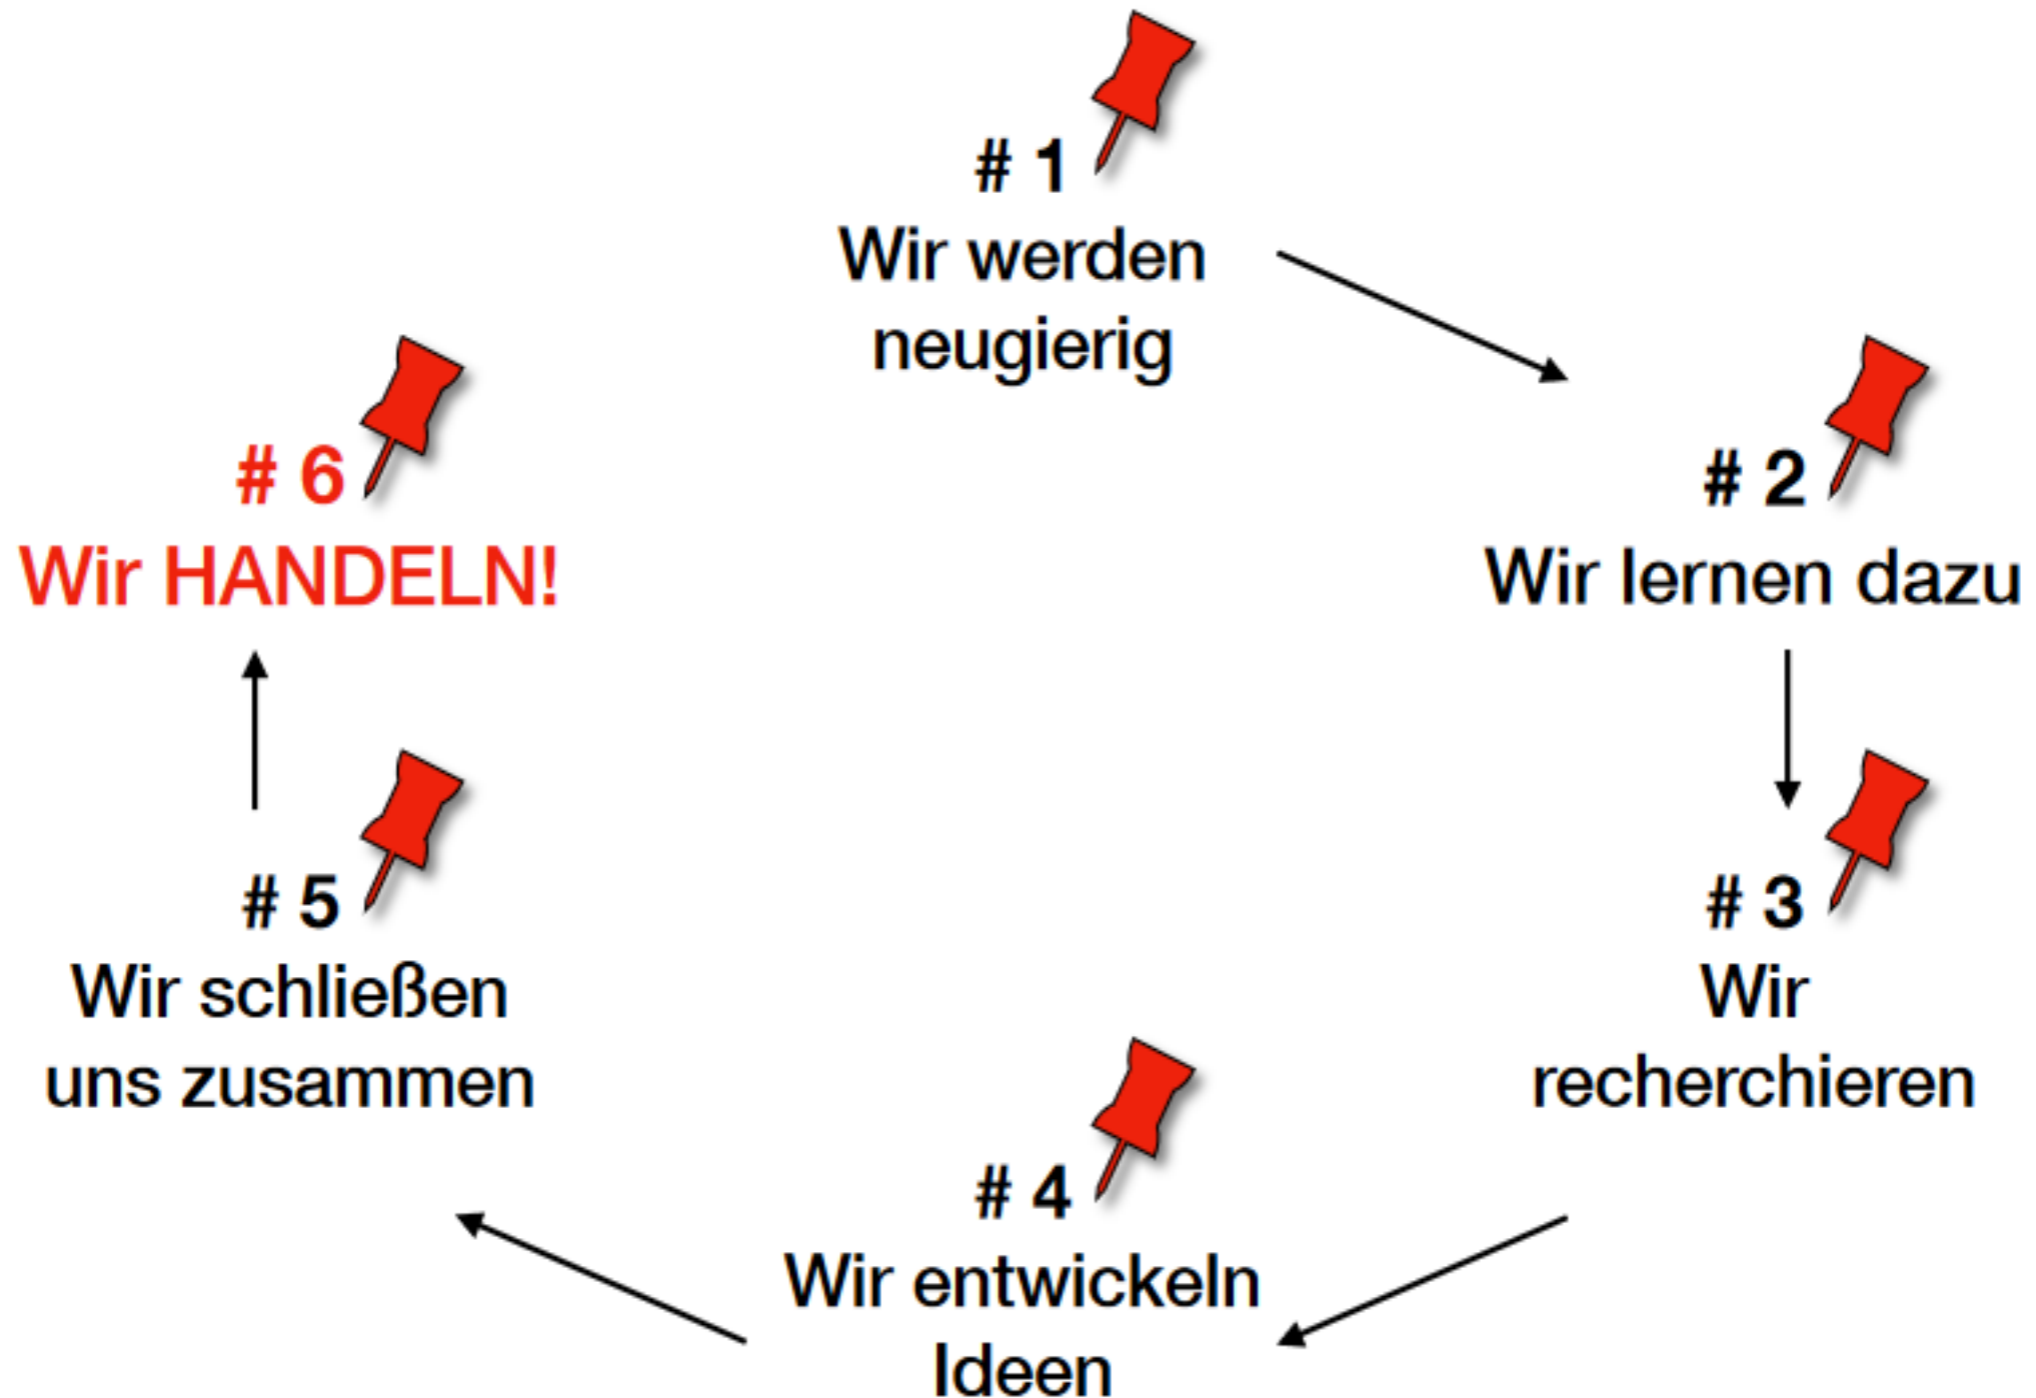 # 1
Wir werden
neugierig
# 2
Wir lernen dazu
# 3
Wir
recherchieren
# 4
Wir entwickeln
Ideen
# 5
Wir schließen
uns zusammen
# 6
Wir HANDELN!